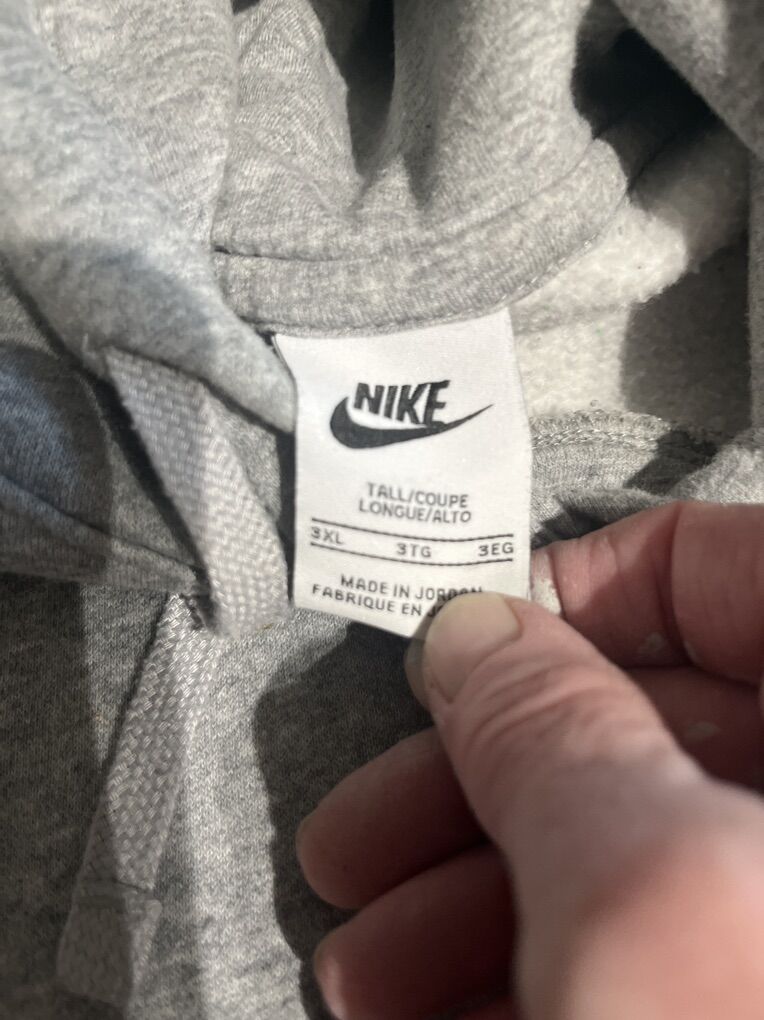 NIKE
TALL/COUPE
LONGUE/ALTO
3XL 3TG 3EG
MADE IN JORDAN
FABRIQUE EN